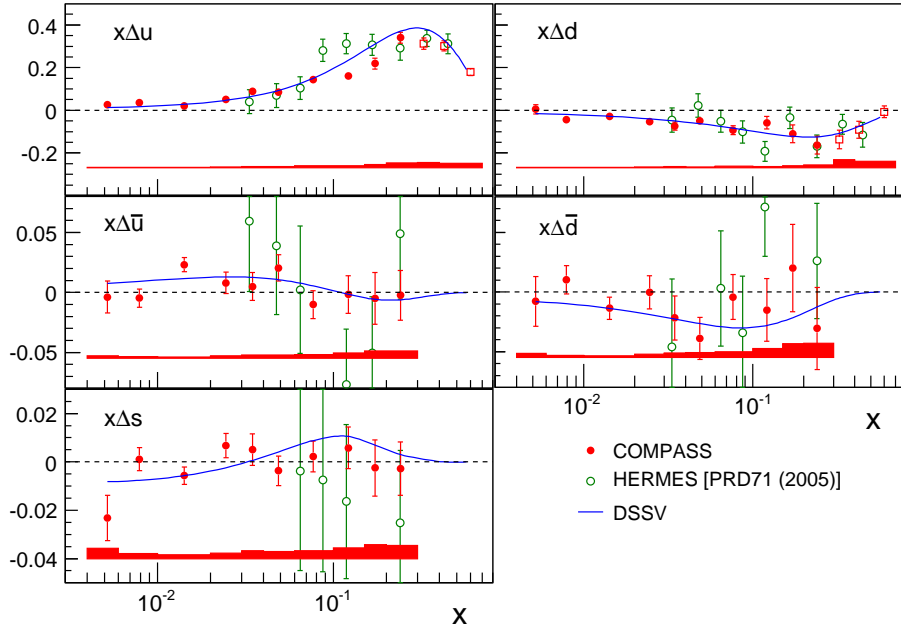 xΔu
0.4
0.2
0
-0.2
xΔd
xΔu̅
0.05
0
-0.05
xΔd̅
10⁻² 10⁻¹
x
xΔs
0.02
0
-0.02
-0.04
10⁻² 10⁻¹
x
COMPASS
HERMES [PRD71 (2005)]
DSSV